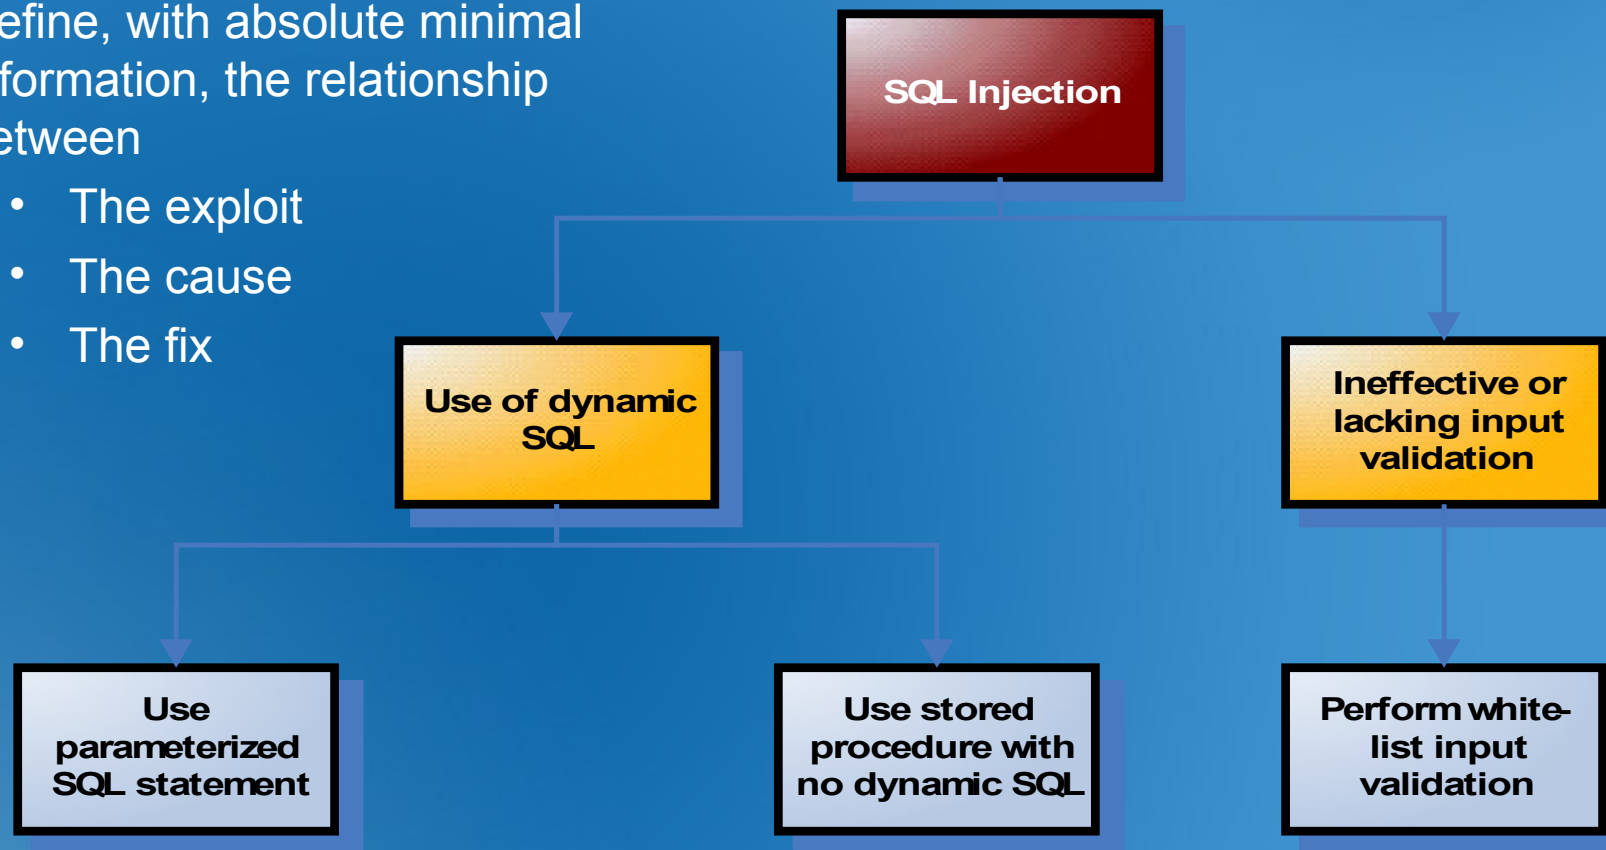 efine, with absolute minimal
formation, the relationship
etween
• The exploit
• The cause
• The fix
SQL Injection
Use of dynamic
SQL
Ineffective or
lacking input
validation
Use
parameterized
SQL statement
Use stored
procedure with
no dynamic SQL
Perform white-
list input
validation